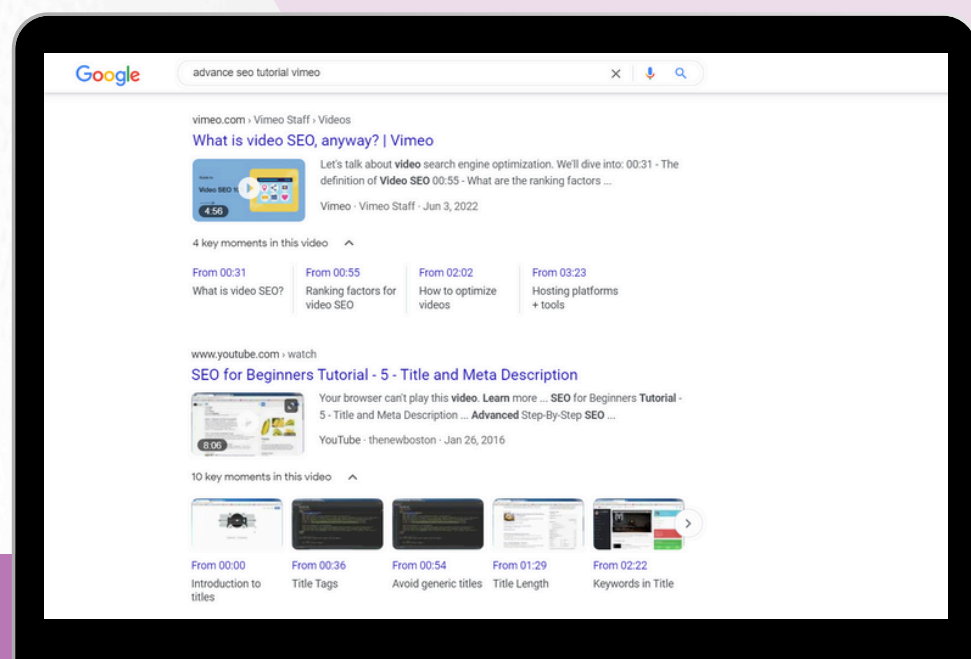 Google
advance seo tutorial vimeo
vimeo.com › Vimeo Staff › Videos
What is video SEO, anyway? | Vimeo
Let's talk about video search engine optimization. We'll dive into: 00:31 - The
definition of Video SEO 00:55 - What are the ranking factors ...
Video SEO
4:56
Vimeo · Vimeo Staff · Jun 3, 2022
4 key moments in this video
From 00:31
What is video SEO?
From 00:55
Ranking factors for
video SEO
From 02:02
How to optimize
videos
From 03:23
Hosting platforms
+ tools
www.youtube.com › watch
SEO for Beginners Tutorial - 5 - Title and Meta Description
Your browser can't play this video. Learn more ... SEO for Beginners Tutorial -
5 - Title and Meta Description ... Advanced Step-By-Step SEO ...
8:06
YouTube · thenewboston · Jan 26, 2016
10 key moments in this video
From 00:00
Introduction to
titles
From 00:36
Title Tags
From 00:54
Avoid generic titles
From 01:29
Title Length
From 02:22
Keywords in Title